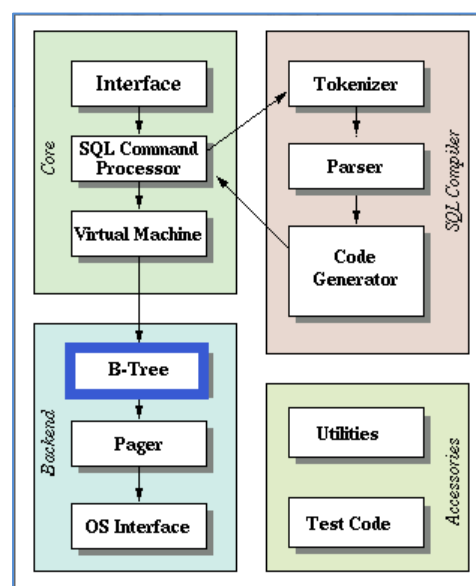 Core
Interface
SQL Command
Processor
Virtual Machine
SQL Compiler
Tokenizer
Parser
Code
Generator
Backend
B-Tree
Pager
OS Interface
Accessories
Utilities
Test Code